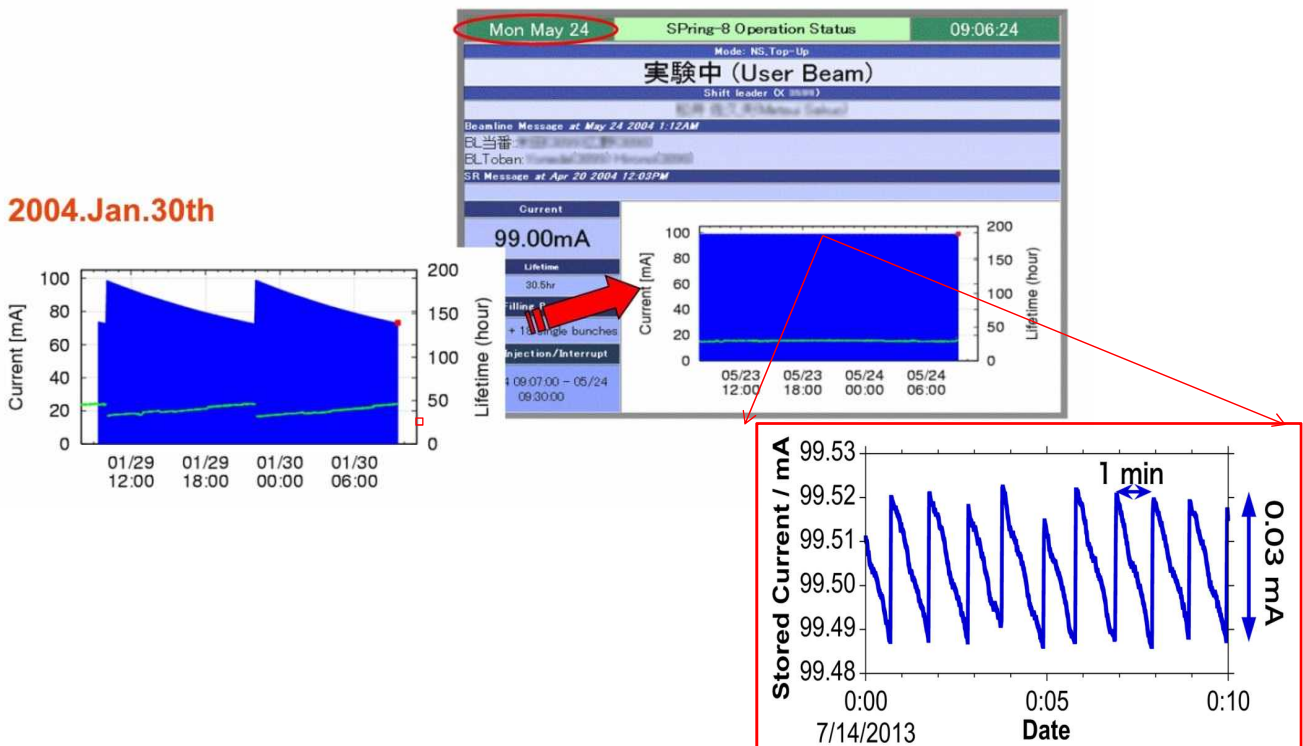 Mon May 24
SPring-8 Operation Status
09:06:24
Mode: NS,Top-Up
実験中 (User Beam)
Shift leader (X
Beamline Message at May 24 2004 1:12AM
BL当番:
BLToban:
SR Message at Apr 20 2004 12:03PM
2004.Jan.30th
Current [mA]
100
80
60
40
20
0
01/29 12:00
01/29 18:00
01/30 00:00
01/30 06:00
200
150
100
50
0
Lifetime (hour)
Current
99.00mA
Lifetime
30.5hr
Filling
+ 18 single bunches
Injection/Interrupt
4 09:07:00 - 05/24
09:30:00
Current [mA]
100
80
60
40
20
0
05/23 12:00
05/23 18:00
05/24 00:00
05/24 06:00
200
150
100
50
0
Lifetime (hour)
Stored Current / mA
99.53
99.52
99.51
99.50
99.49
99.48
1 min
0.03 mA
0:00
0:05
0:10
7/14/2013
Date